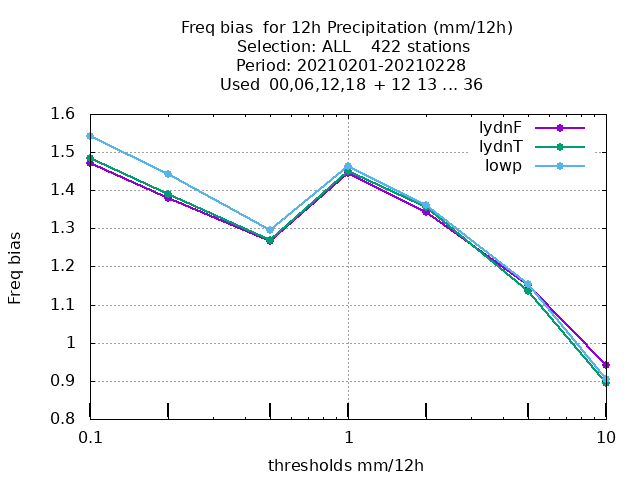 Freq bias  for 12h Precipitation (mm/12h)
Selection: ALL    422 stations
Period: 20210201-20210228
Used  00,06,12,18  + 12 13 ... 36
lydnF
lydnT
lowp
Freq bias
1.6
1.5
1.4
1.3
1.2
1.1
1
0.9
0.8
0.1 1 10
thresholds mm/12h